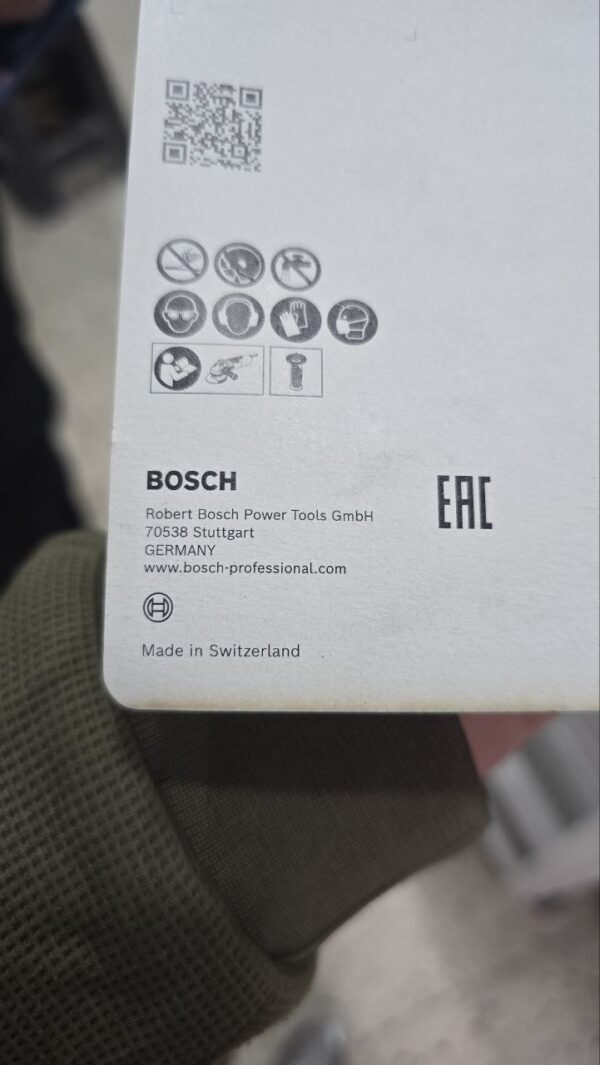 BOSCH
EAC
Robert Bosch Power Tools GmbH
70538 Stuttgart
GERMANY
www.bosch-professional.com
Made in Switzerland